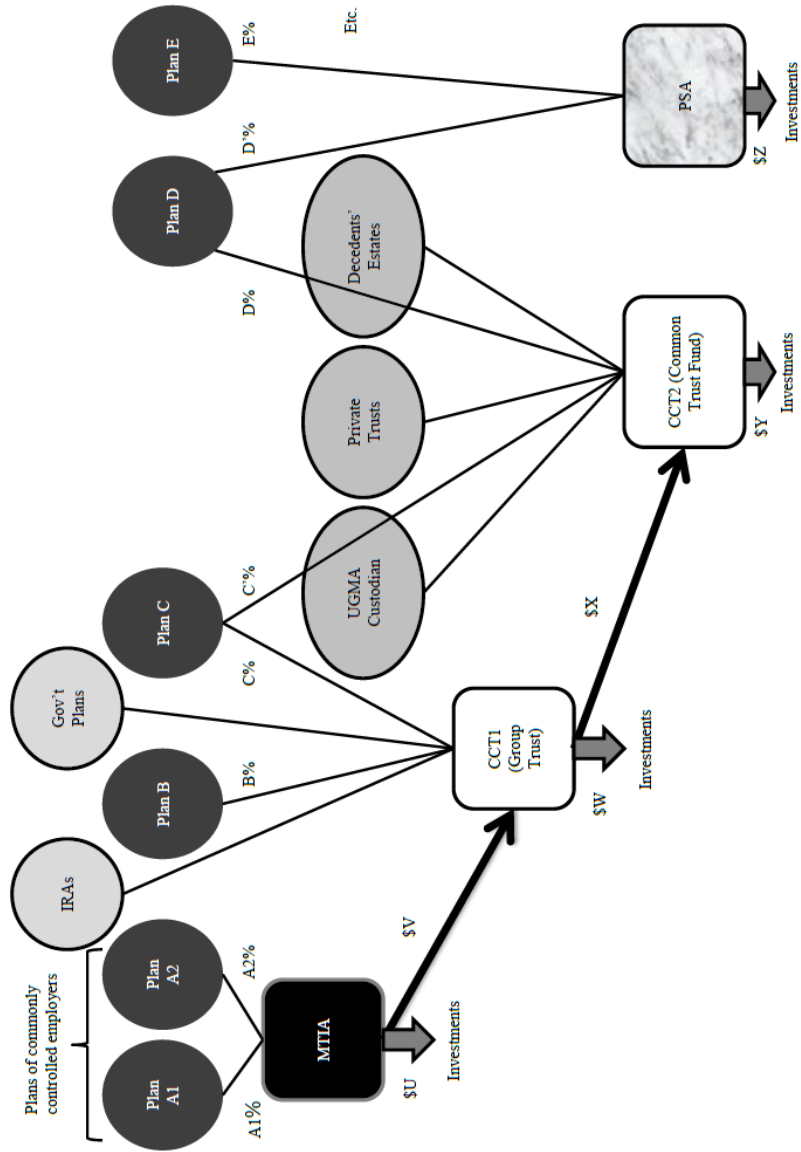 Plans of commonly
controlled employers
IRAs
Gov't
Plans
Plan
A1
Plan
A2
Plan B
Plan C
Plan D
Plan E
A1%
A2%
B%
C%
C'%
D%
D'%
E%
Etc.
MTIA
UGMA
Custodian
Private
Trusts
Decedents'
Estates
$U
Investments
$V
CCT1
(Group
Trust)
$W
Investments
$X
CCT2 (Common
Trust Fund)
$Y
Investments
PSA
$Z
Investments